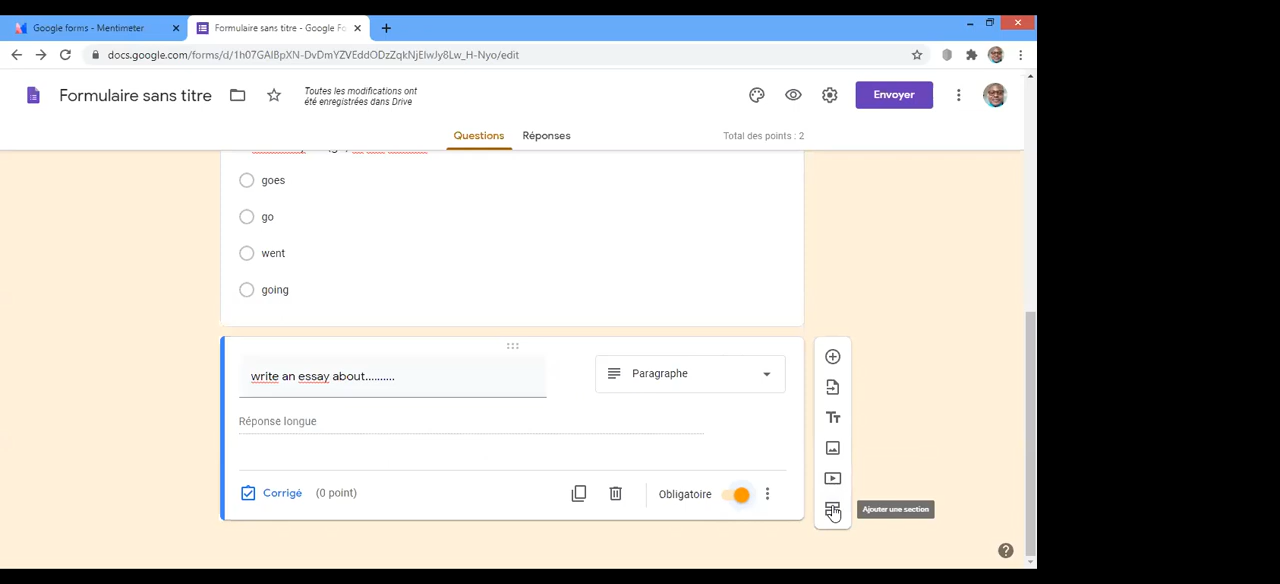 Google forms - Mentimeter
Formulaire sans titre - Google Fo
docs.google.com/forms/d/1h07GAlBpXN-DvDmYZVEddODzZqkNjElwJy8Lw_H-Nyo/edit
Formulaire sans titre
Toutes les modifications ont
été enregistrées dans Drive
Envoyer
Questions
Réponses
Total des points : 2
goes
go
went
going
write an essay about..........
Paragraphe
Réponse longue
Tт
Corrigé
(0 point)
Obligatoire
Ajouter une section